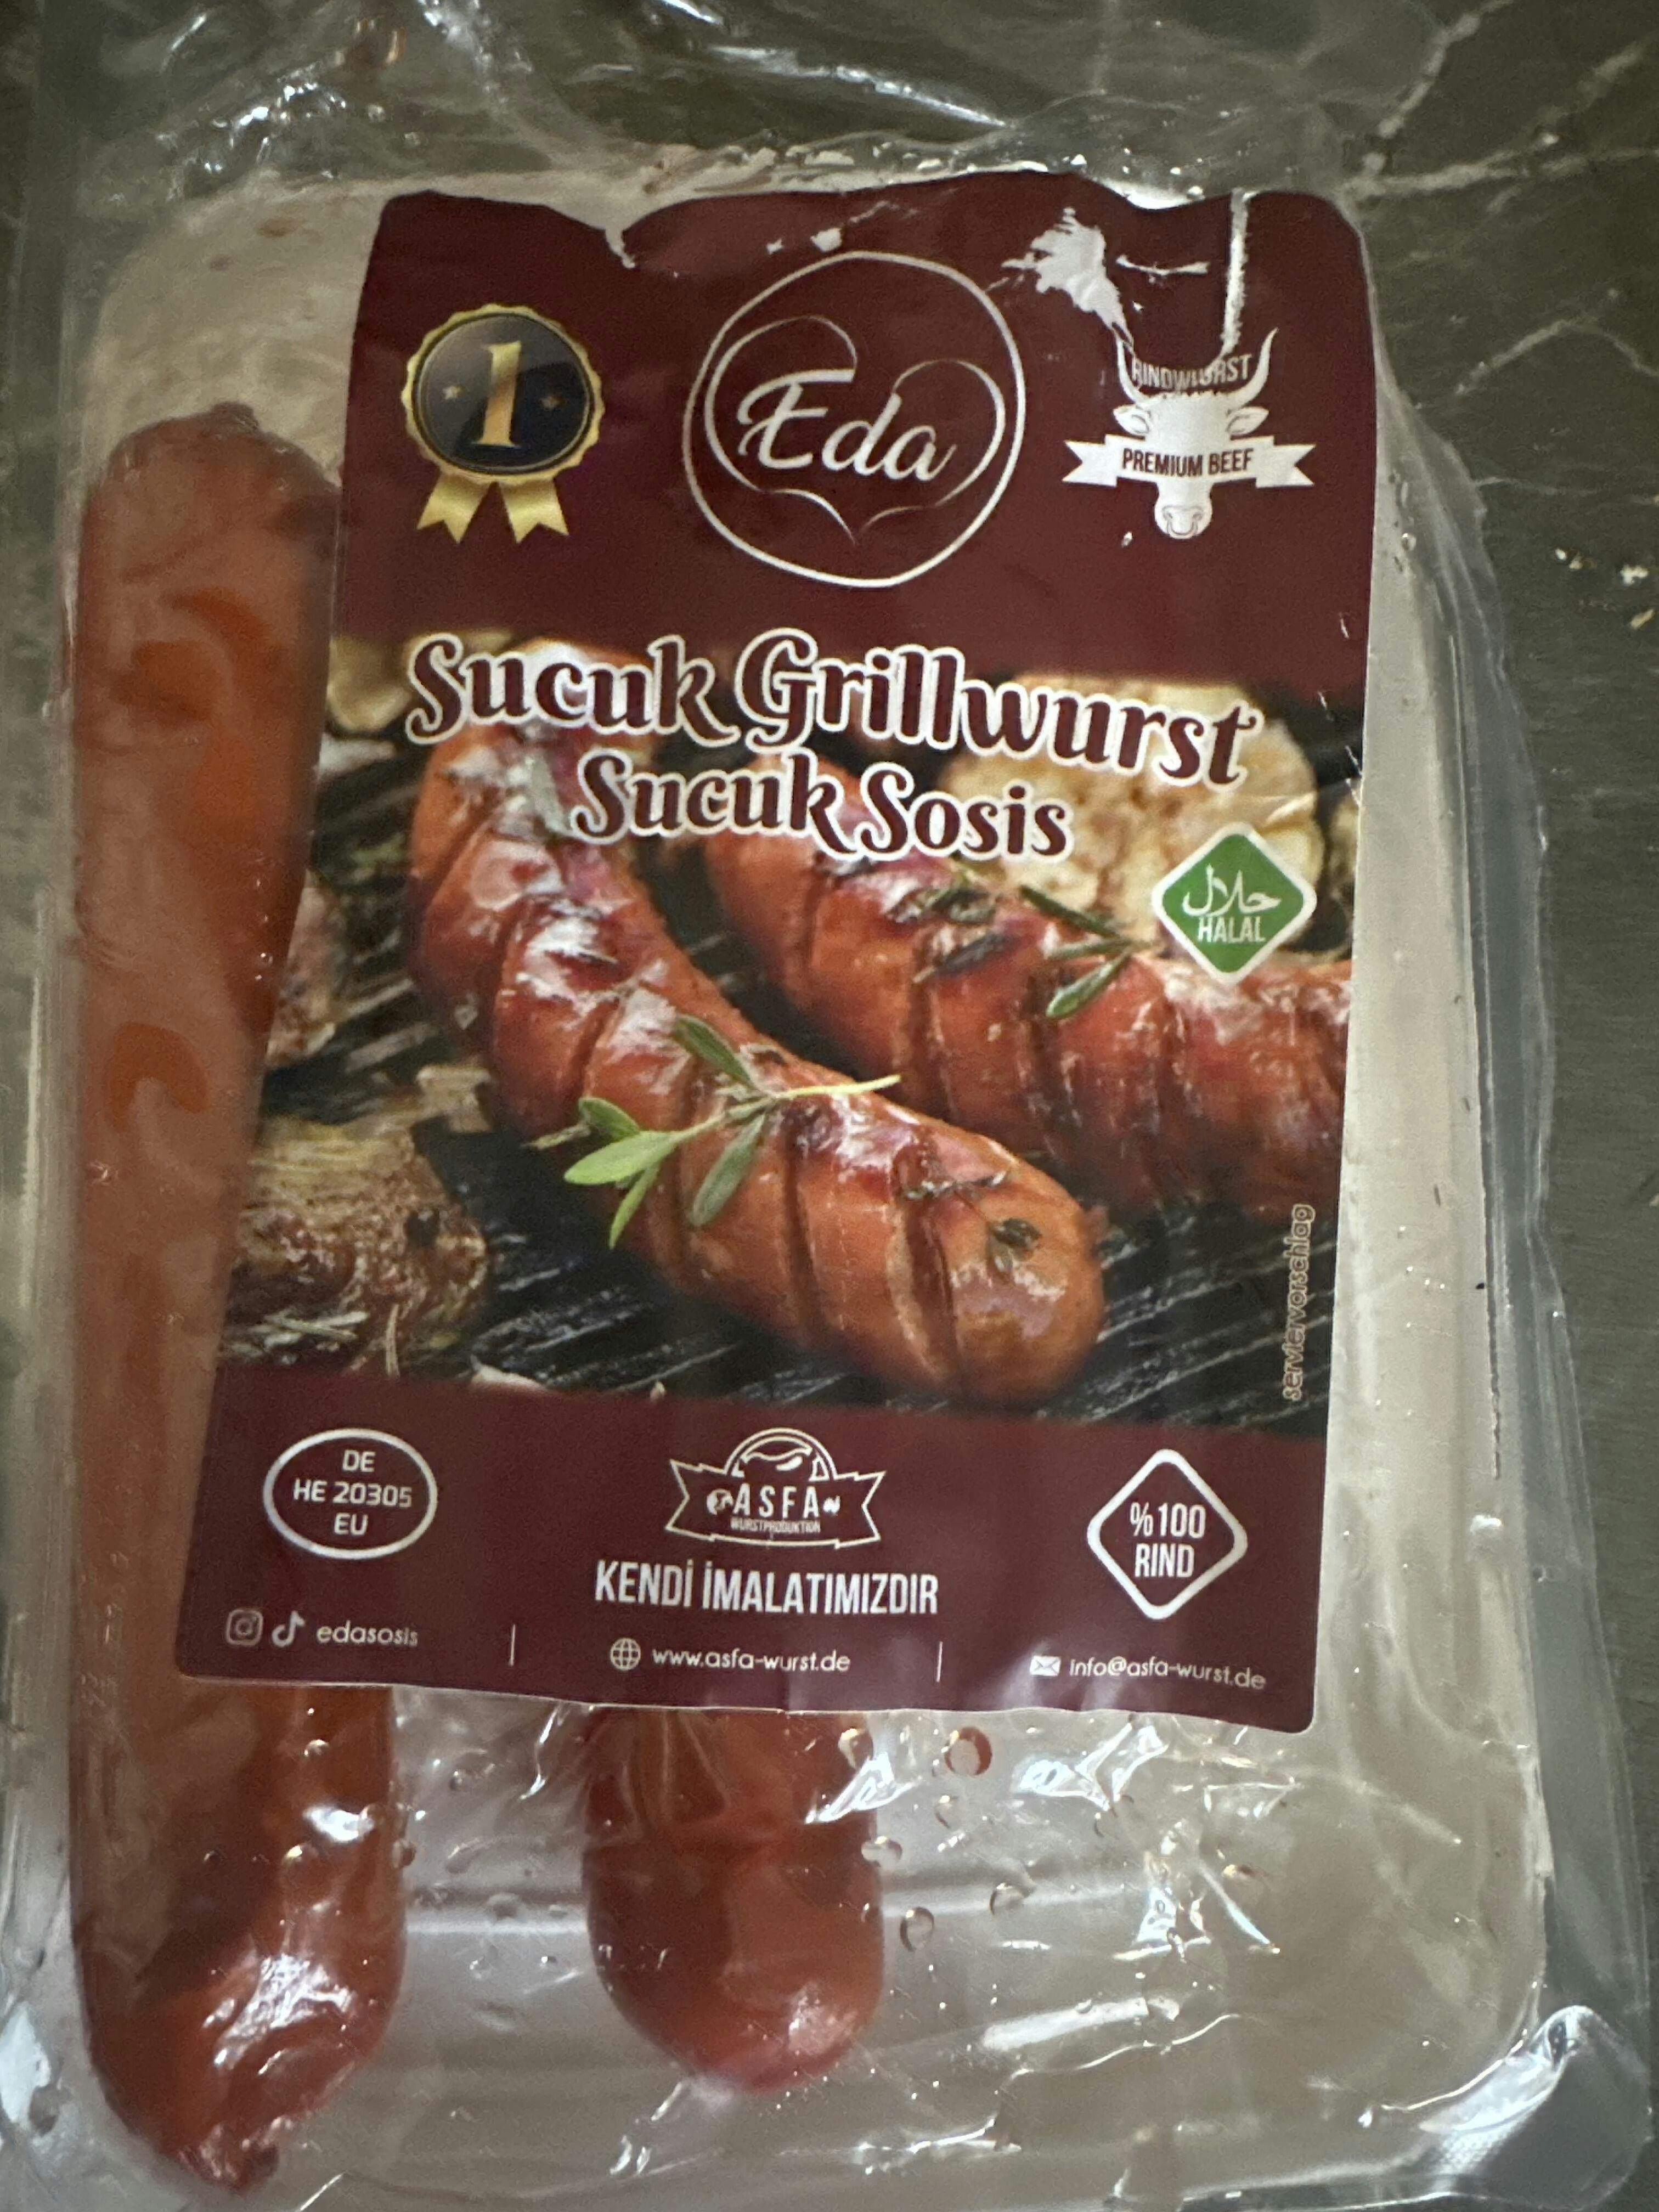 1
Eda
RINDWURST
PREMIUM BEEF
Sucuk Grillwurst
Sucuk Sosis
حلال
HALAL
serviervorschlag
DE
HE 20305
EU
ASFA
WURSTPRODUKTION
%100
RIND
KENDİ İMALATIMIZDIR
edasosis
www.asfa-wurst.de
info@asfa-wurst.de